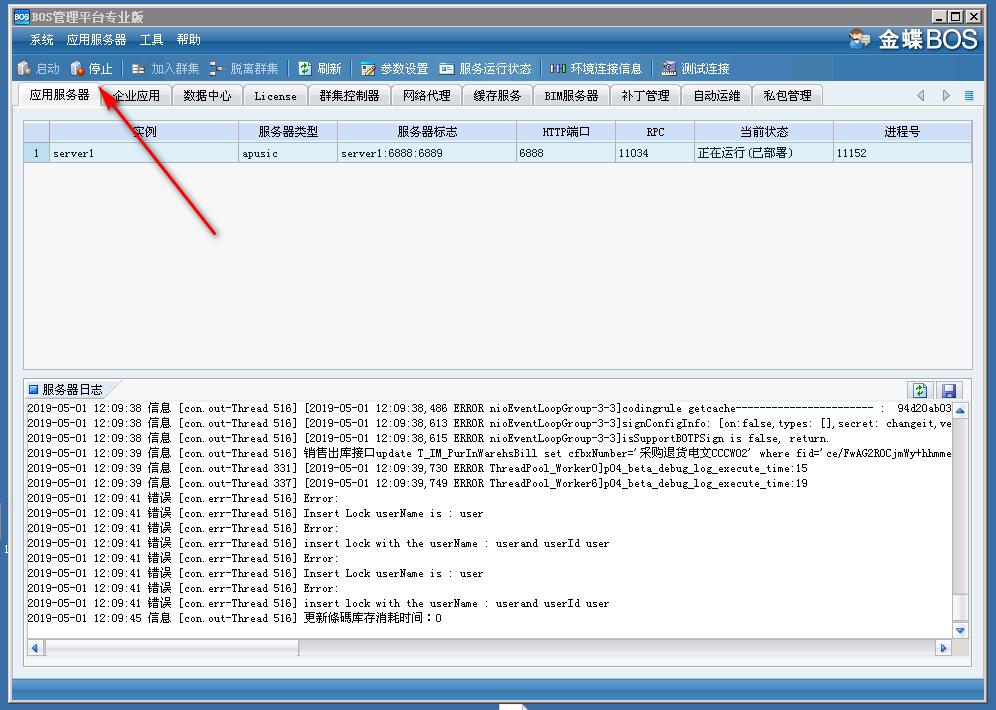 BOS BOS管理平台专业版
系统 应用服务器 工具 帮助
金蝶BOS
启动 停止 加入群集 脱离群集 刷新 参数设置 服务运行状态 环境连接信息 测试连接
应用服务器 企业应用 数据中心 License 群集控制器 网络代理 缓存服务 BIM服务器 补丁管理 自动运维 私包管理
实例 服务器类型 服务器标志 HTTP端口 RPC 当前状态 进程号
1 server1 apusic server1:6888:6889 6888 11034 正在运行(已部署) 11152
服务器日志
2019-05-01 12:09:38 信息 [con.out-Thread 516] [2019-05-01 12:09:38,486 ERROR nioEventLoopGroup-3-3]codingrule getcache----------------------- : 94d20ab03
2019-05-01 12:09:38 信息 [con.out-Thread 516] [2019-05-01 12:09:38,613 ERROR nioEventLoopGroup-3-3]signConfigInfo: [on:false,types: [],secret: changeit,ve
2019-05-01 12:09:38 信息 [con.out-Thread 516] [2019-05-01 12:09:38,615 ERROR nioEventLoopGroup-3-3]isSupportBOTPSign is false, return.
2019-05-01 12:09:39 信息 [con.out-Thread 516] 销售出库接口update T_IM_PurInWarehsBill set cfbxNumber='采购退货电文CCCWO2' where fid='ce/FwAG2ROCjmWy+hhmme
2019-05-01 12:09:39 信息 [con.out-Thread 331] [2019-05-01 12:09:39,730 ERROR ThreadPool_Worker0]p04_beta_debug_log_execute_time:15
2019-05-01 12:09:39 信息 [con.out-Thread 337] [2019-05-01 12:09:39,749 ERROR ThreadPool_Worker6]p04_beta_debug_log_execute_time:19
2019-05-01 12:09:41 错误 [con.err-Thread 516] Error:
2019-05-01 12:09:41 错误 [con.err-Thread 516] Insert Lock userName is : user
2019-05-01 12:09:41 错误 [con.err-Thread 516] Error:
2019-05-01 12:09:41 错误 [con.err-Thread 516] insert lock with the userName : userand userId user
2019-05-01 12:09:41 错误 [con.err-Thread 516] Error:
2019-05-01 12:09:41 错误 [con.err-Thread 516] Insert Lock userName is : user
2019-05-01 12:09:41 错误 [con.err-Thread 516] Error:
2019-05-01 12:09:41 错误 [con.err-Thread 516] insert lock with the userName : userand userId user
2019-05-01 12:09:45 信息 [con.out-Thread 516] 更新條碼库存消耗时间：0